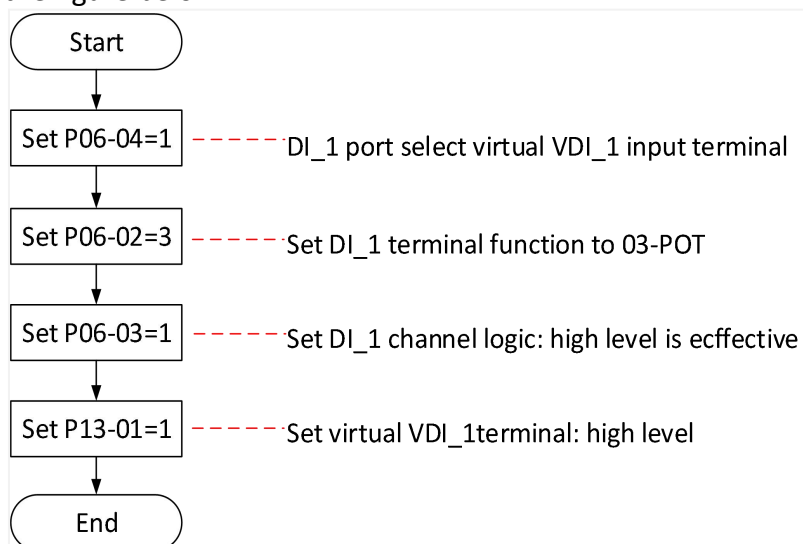 Start
Set P06-04=1
DI_1 port select virtual VDI_1 input terminal
Set P06-02=3
Set DI_1 terminal function to 03-POT
Set P06-03=1
Set DI_1 channel logic: high level is ecffective
Set P13-01=1
Set virtual VDI_1terminal: high level
End